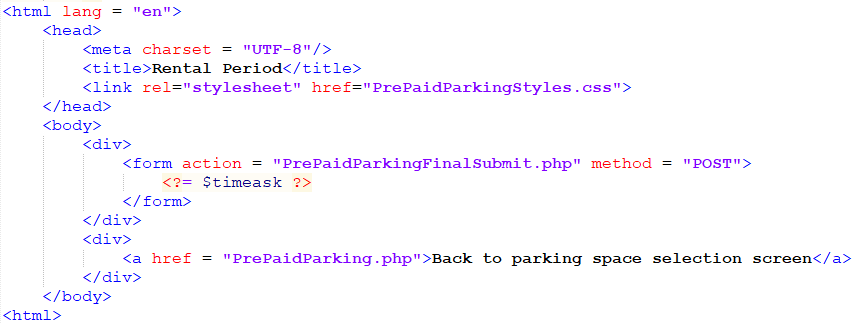 <html lang = "en">
<head>
<meta charset = "UTF-8"/>
<title>Rental Period</title>
<link rel="stylesheet" href="PrePaidParkingStyles.css">
</head>
<body>
<div>
<form action = "PrePaidParkingFinalSubmit.php" method = "POST">
<?= $timeask ?>
</form>
</div>
<div>
<a href = "PrePaidParking.php">Back to parking space selection screen</a>
</div>
</body>
<html>